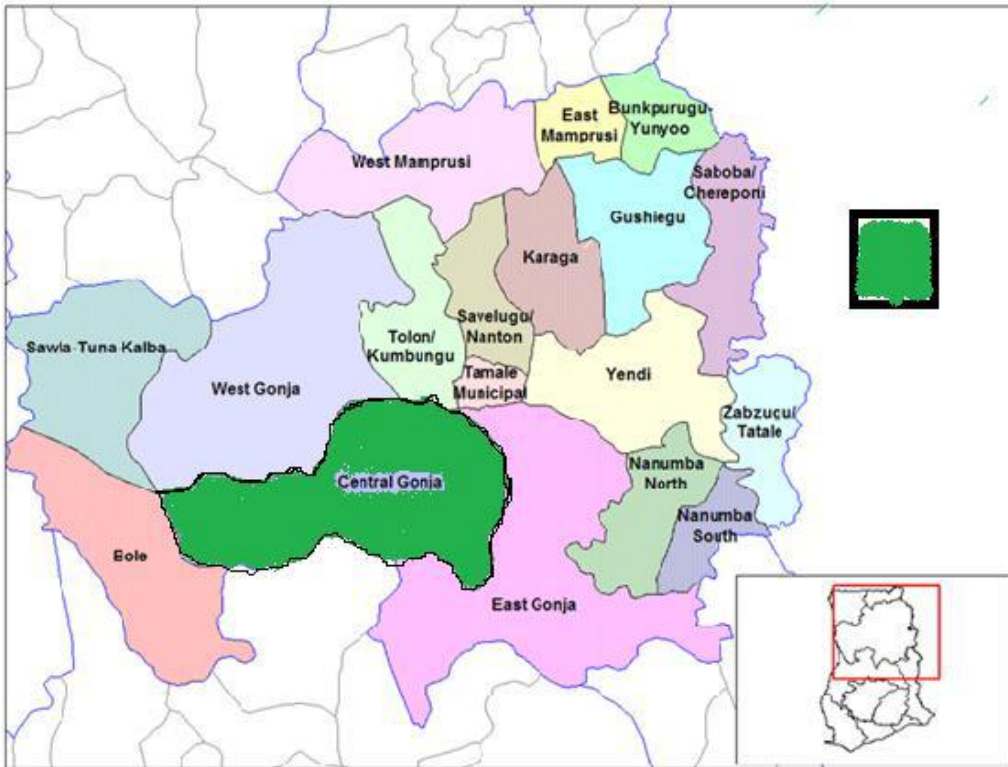 Bunkpurugu-
Yunyoo
East
Mamprusi
West Mamprusi
Saboba/
Chereponi
Gushiegu
Karaga
Savelugu/
Nanton
Tolon/
Kumbungu
Sawla-Tuna-Kalba
West Gonja
Tamale
Municipal
Yendi
Zabzugu/
Tatale
Nanumba
North
Central Gonja
Nanumba
South
Bole
East Gonja